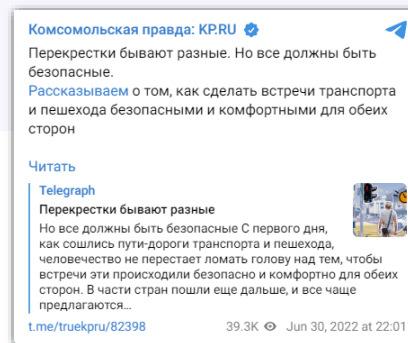 Комсомольская правда: KP.RU
Перекрестки бывают разные. Но все должны быть
безопасные.
Рассказываем о том, как сделать встречи транспорта
и пешехода безопасными и комфортными для обеих
сторон
Читать
Telegraph
Перекрестки бывают разные
Но все должны быть безопасные С первого дня,
как сошлись пути-дороги транспорта и пешехода,
человечество не перестает ломать голову над тем, чтобы
встречи эти происходили безопасно и комфортно для обеих
сторон. В части стран пошли еще дальше, и все чаще
предлагаются...
t.me/truekpru/82398 39.3K Jun 30, 2022 at 22:01